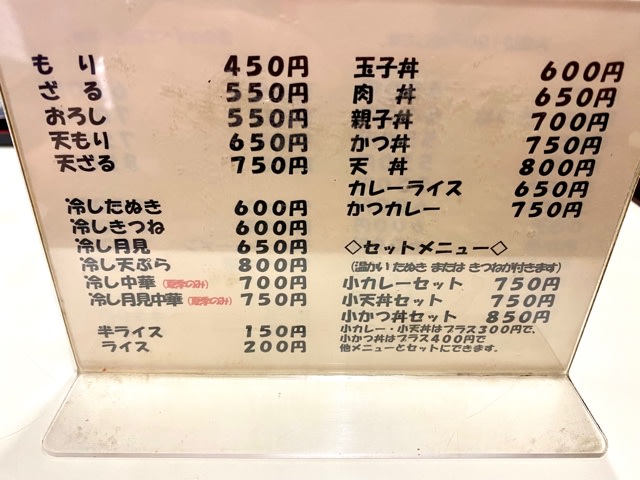 もり 450円
ざる 550円
おろし 550円
天もり 650円
天ざる 750円
冷したぬき 600円
冷しきつね 600円
冷し月見 650円
冷し天ぷら 800円
冷し中華(夏季のみ) 700円
冷し月見中華(夏季のみ) 750円
半ライス 150円
ライス 200円
玉子丼 600円
肉丼 650円
親子丼 700円
かつ丼 750円
天丼 800円
カレーライス 650円
かつカレー 750円
◇セットメニュー◇
(温かい たぬき または きつねが付きます)
小カレーセット 750円
小天丼セット 750円
小かつ丼セット 850円
小カレー・小天丼はプラス300円で、
小かつ丼はプラス400円で
他メニューとセットにできます。